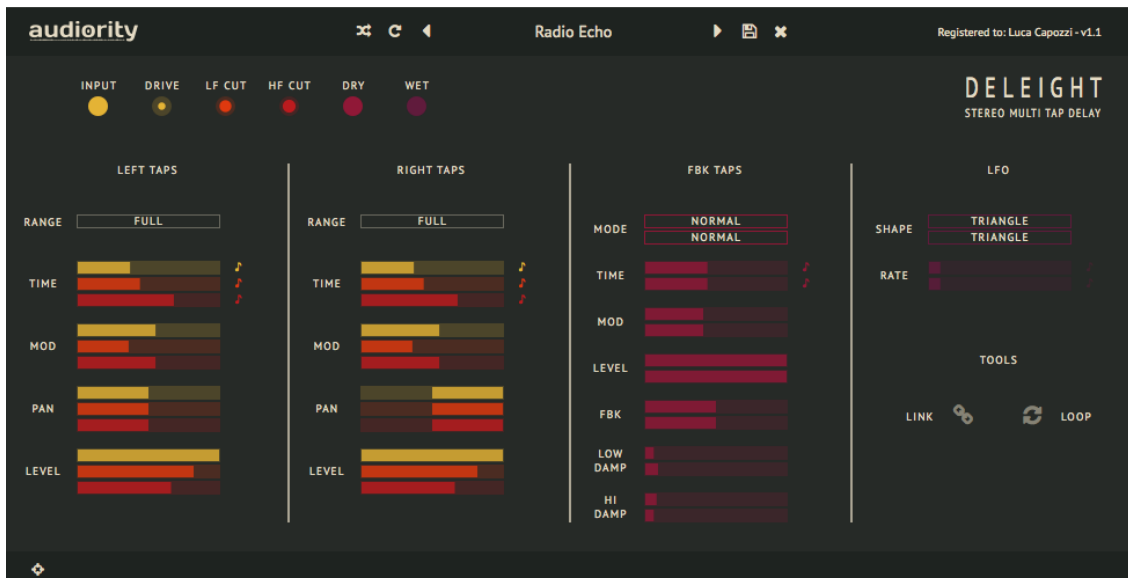 audiority
Radio Echo
Registered to: Luca Capozzi - v1.1
INPUT DRIVE LF CUT HF CUT DRY WET
DELEIGHT
STEREO MULTI TAP DELAY
LEFT TAPS
RANGE FULL
TIME
MOD
PAN
LEVEL
RIGHT TAPS
RANGE FULL
TIME
MOD
PAN
LEVEL
FBK TAPS
MODE NORMAL
NORMAL
TIME
MOD
LEVEL
FBK
LOW
DAMP
HI
DAMP
LFO
SHAPE TRIANGLE
TRIANGLE
RATE
TOOLS
LINK LOOP